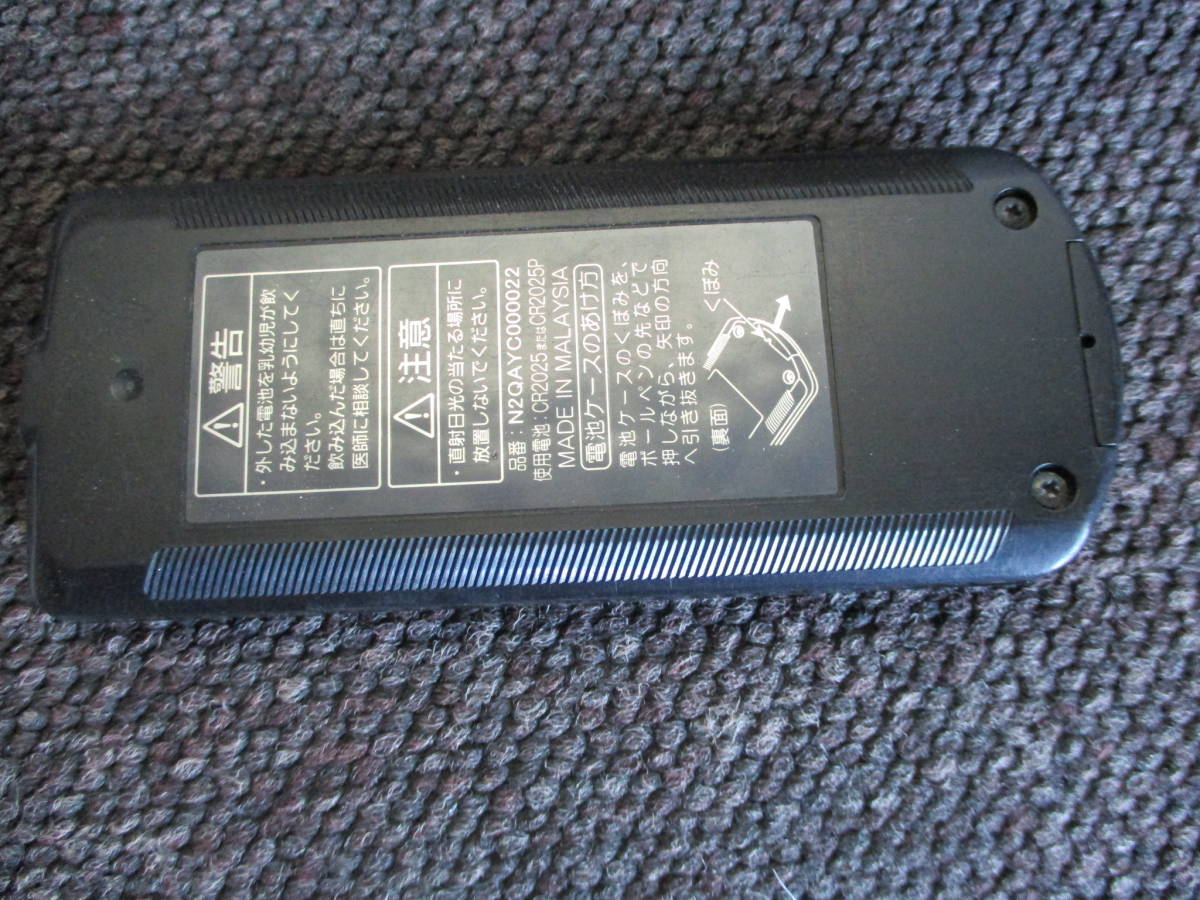 警告
・外した電池を乳幼児が飲
み込まないようにしてく
ださい。
飲み込んだ場合は直ちに
医師に相談してください。
注意
・直射日光の当たる場所に
放置しないでください。
品番：N2QAYC000022
使用電池：CR2025またはCR2025P
MADE IN MALAYSIA
電池ケースのあけ方
電池ケースのくぼみを、
ボールペンの先などで
押しながら、矢印の方向
へ引き抜きます。
(裏面)
くぼみ